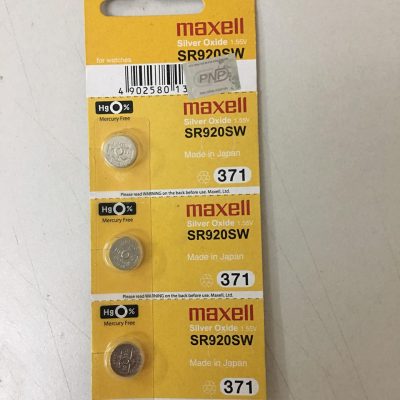 maxell
Silver Oxide 1.55V
for watches
SR920SW
4 902580 13
PNP
Hg 0%
Mercury Free
maxell
Silver Oxide 1.55V
SR920SW
Made in Japan
371
Please read WARNING on the back before use. Maxell, Ltd.
Hg 0%
Mercury Free
maxell
Silver Oxide 1.55V
SR920SW
Made in Japan
371
Please read WARNING on the back before use. Maxell, Ltd.
Hg 0%
Mercury Free
maxell
Silver Oxide 1.55V
SR920SW
Made in Japan
371